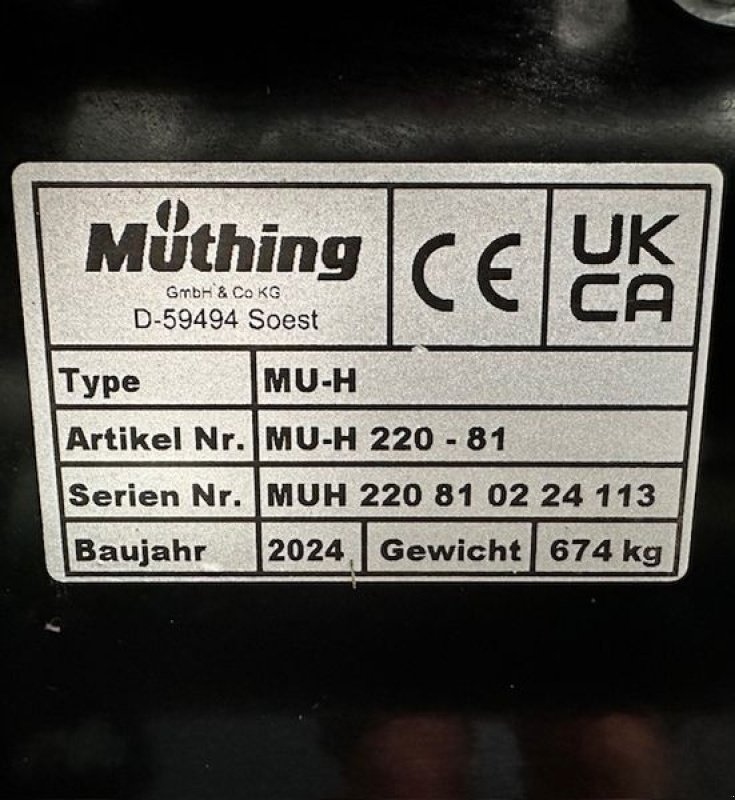 Müthing
GmbH & Co KG
D-59494 Soest
CE
UK
CA
Type MU-H
Artikel Nr. MU-H 220 - 81
Serien Nr. MUH 220 81 02 24 113
Baujahr 2024 Gewicht 674 kg